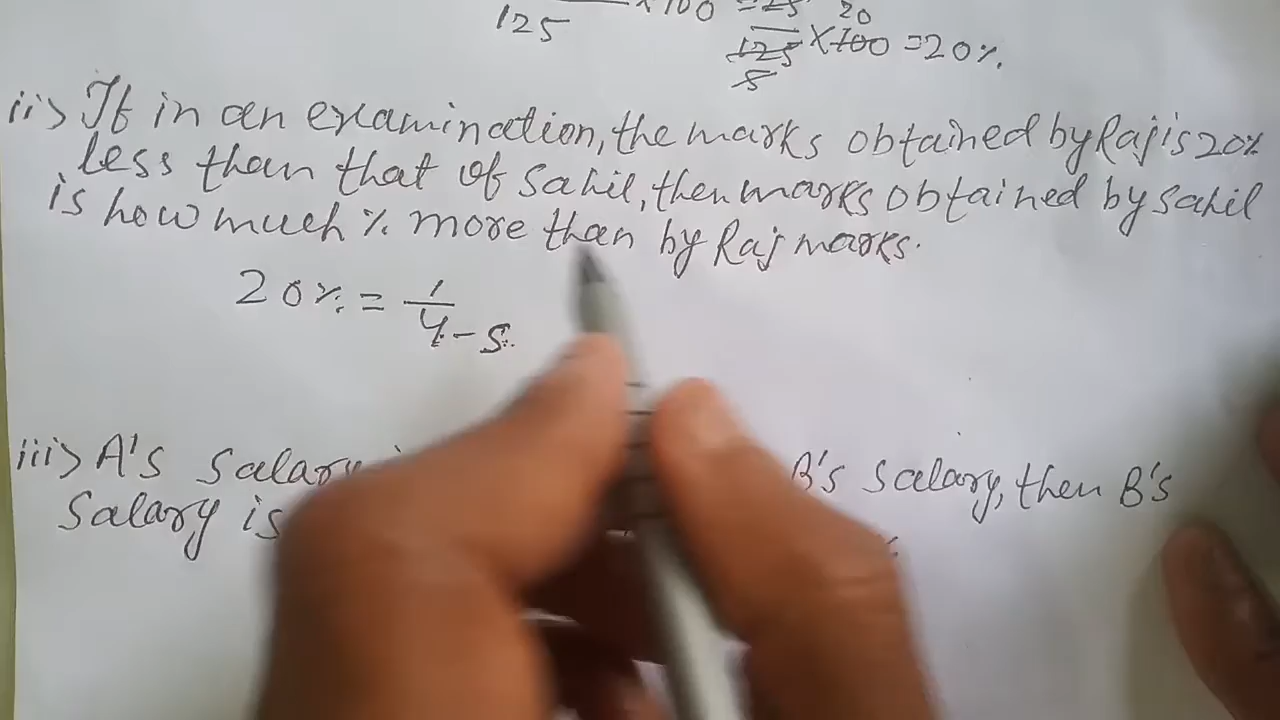 125 ×100 = 25 20
125 ×100 = 20%
5
ii> If in an examination, the marks obtained by Raj is 20%
less than that of Sahil, then marks obtained by Sahil
is how much % more than by Raj marks.
20% = 1
4 - 5
iii> A's Salary B's Salary, then B's
Salary is